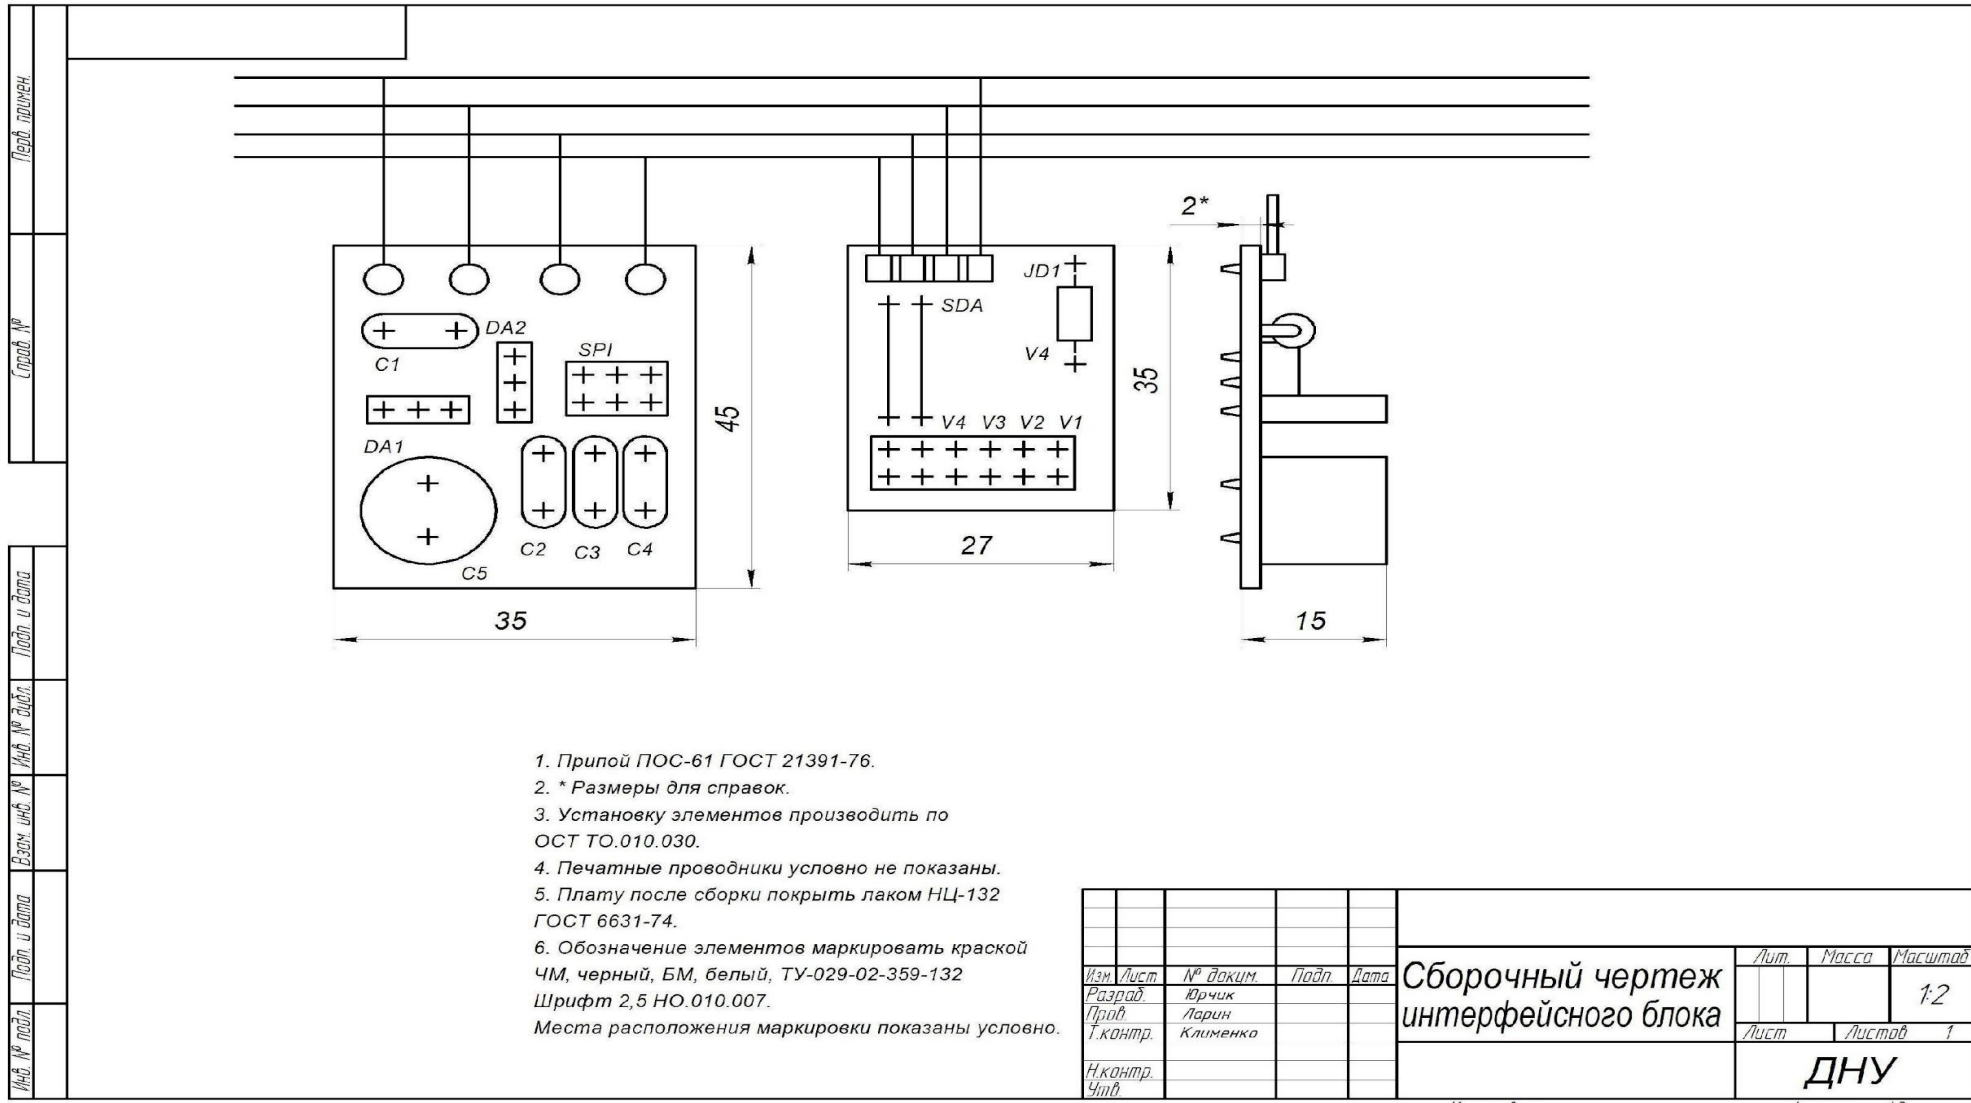 Перв. примен.
Справ. №
Подп. и дата
Инв. № дубл.
Взам. инв. №
Подп. и дата
Инв. № подл.
2*
JD1
SDA
DA2
C1
SPI
V4
35
45
V4 V3 V2 V1
DA1
C2 C3 C4
C5
27
35
15
1. Припой ПОС-61 ГОСТ 21391-76.
2. * Размеры для справок.
3. Установку элементов производить по
ОСТ ТО.010.030.
4. Печатные проводники условно не показаны.
5. Плату после сборки покрыть лаком НЦ-132
ГОСТ 6631-74.
6. Обозначение элементов маркировать краской
ЧМ, черный, БМ, белый, ТУ-029-02-359-132
Шрифт 2,5 НО.010.007.
Места расположения маркировки показаны условно.
Изм. Лист № докум. Подп. Дата
Разраб. Юрчик
Пров. Ларин
Т.контр. Клименко
Н.контр.
Утв.
Сборочный чертеж
интерфейсного блока
Лит. Масса Масштаб
1:2
Лист Листов 1
ДНУ